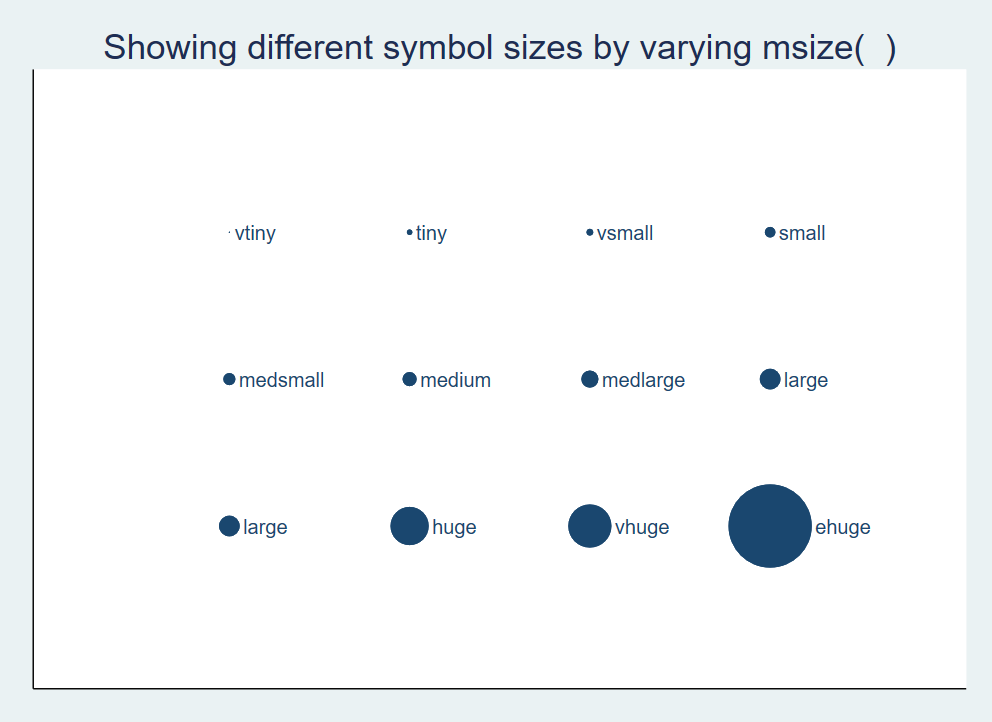 Showing different symbol sizes by varying msize(  )
vtiny tiny vsmall small
medsmall medium medlarge large
large huge vhuge ehuge